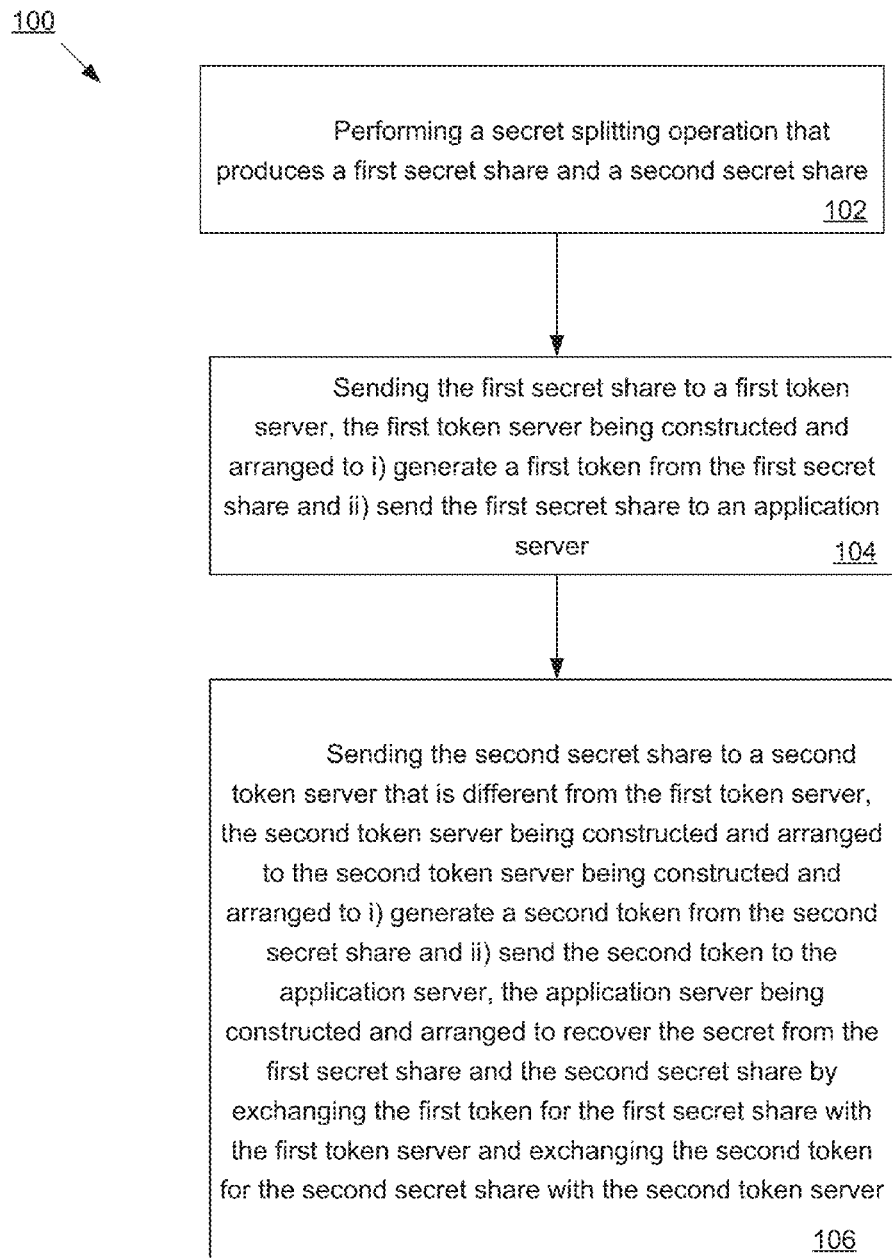 100
Performing a secret splitting operation that
produces a first secret share and a second secret share
102
Sending the first secret share to a first token
server, the first token server being constructed and
arranged to i) generate a first token from the first secret
share and ii) send the first secret share to an application
server
104
Sending the second secret share to a second
token server that is different from the first token server,
the second token server being constructed and arranged
to the second token server being constructed and
arranged to i) generate a second token from the second
secret share and ii) send the second token to the
application server, the application server being
constructed and arranged to recover the secret from the
first secret share and the second secret share by
exchanging the first token for the first secret share with
the first token server and exchanging the second token
for the second secret share with the second token server
106